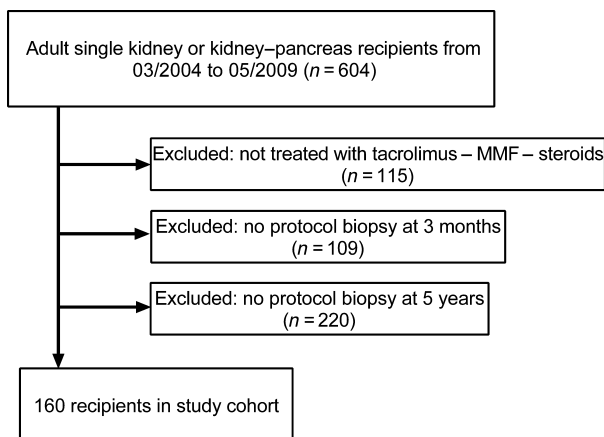 Adult single kidney or kidney–pancreas recipients from
03/2004 to 05/2009 (n = 604)
Excluded: not treated with tacrolimus – MMF – steroids
(n = 115)
Excluded: no protocol biopsy at 3 months
(n = 109)
Excluded: no protocol biopsy at 5 years
(n = 220)
160 recipients in study cohort